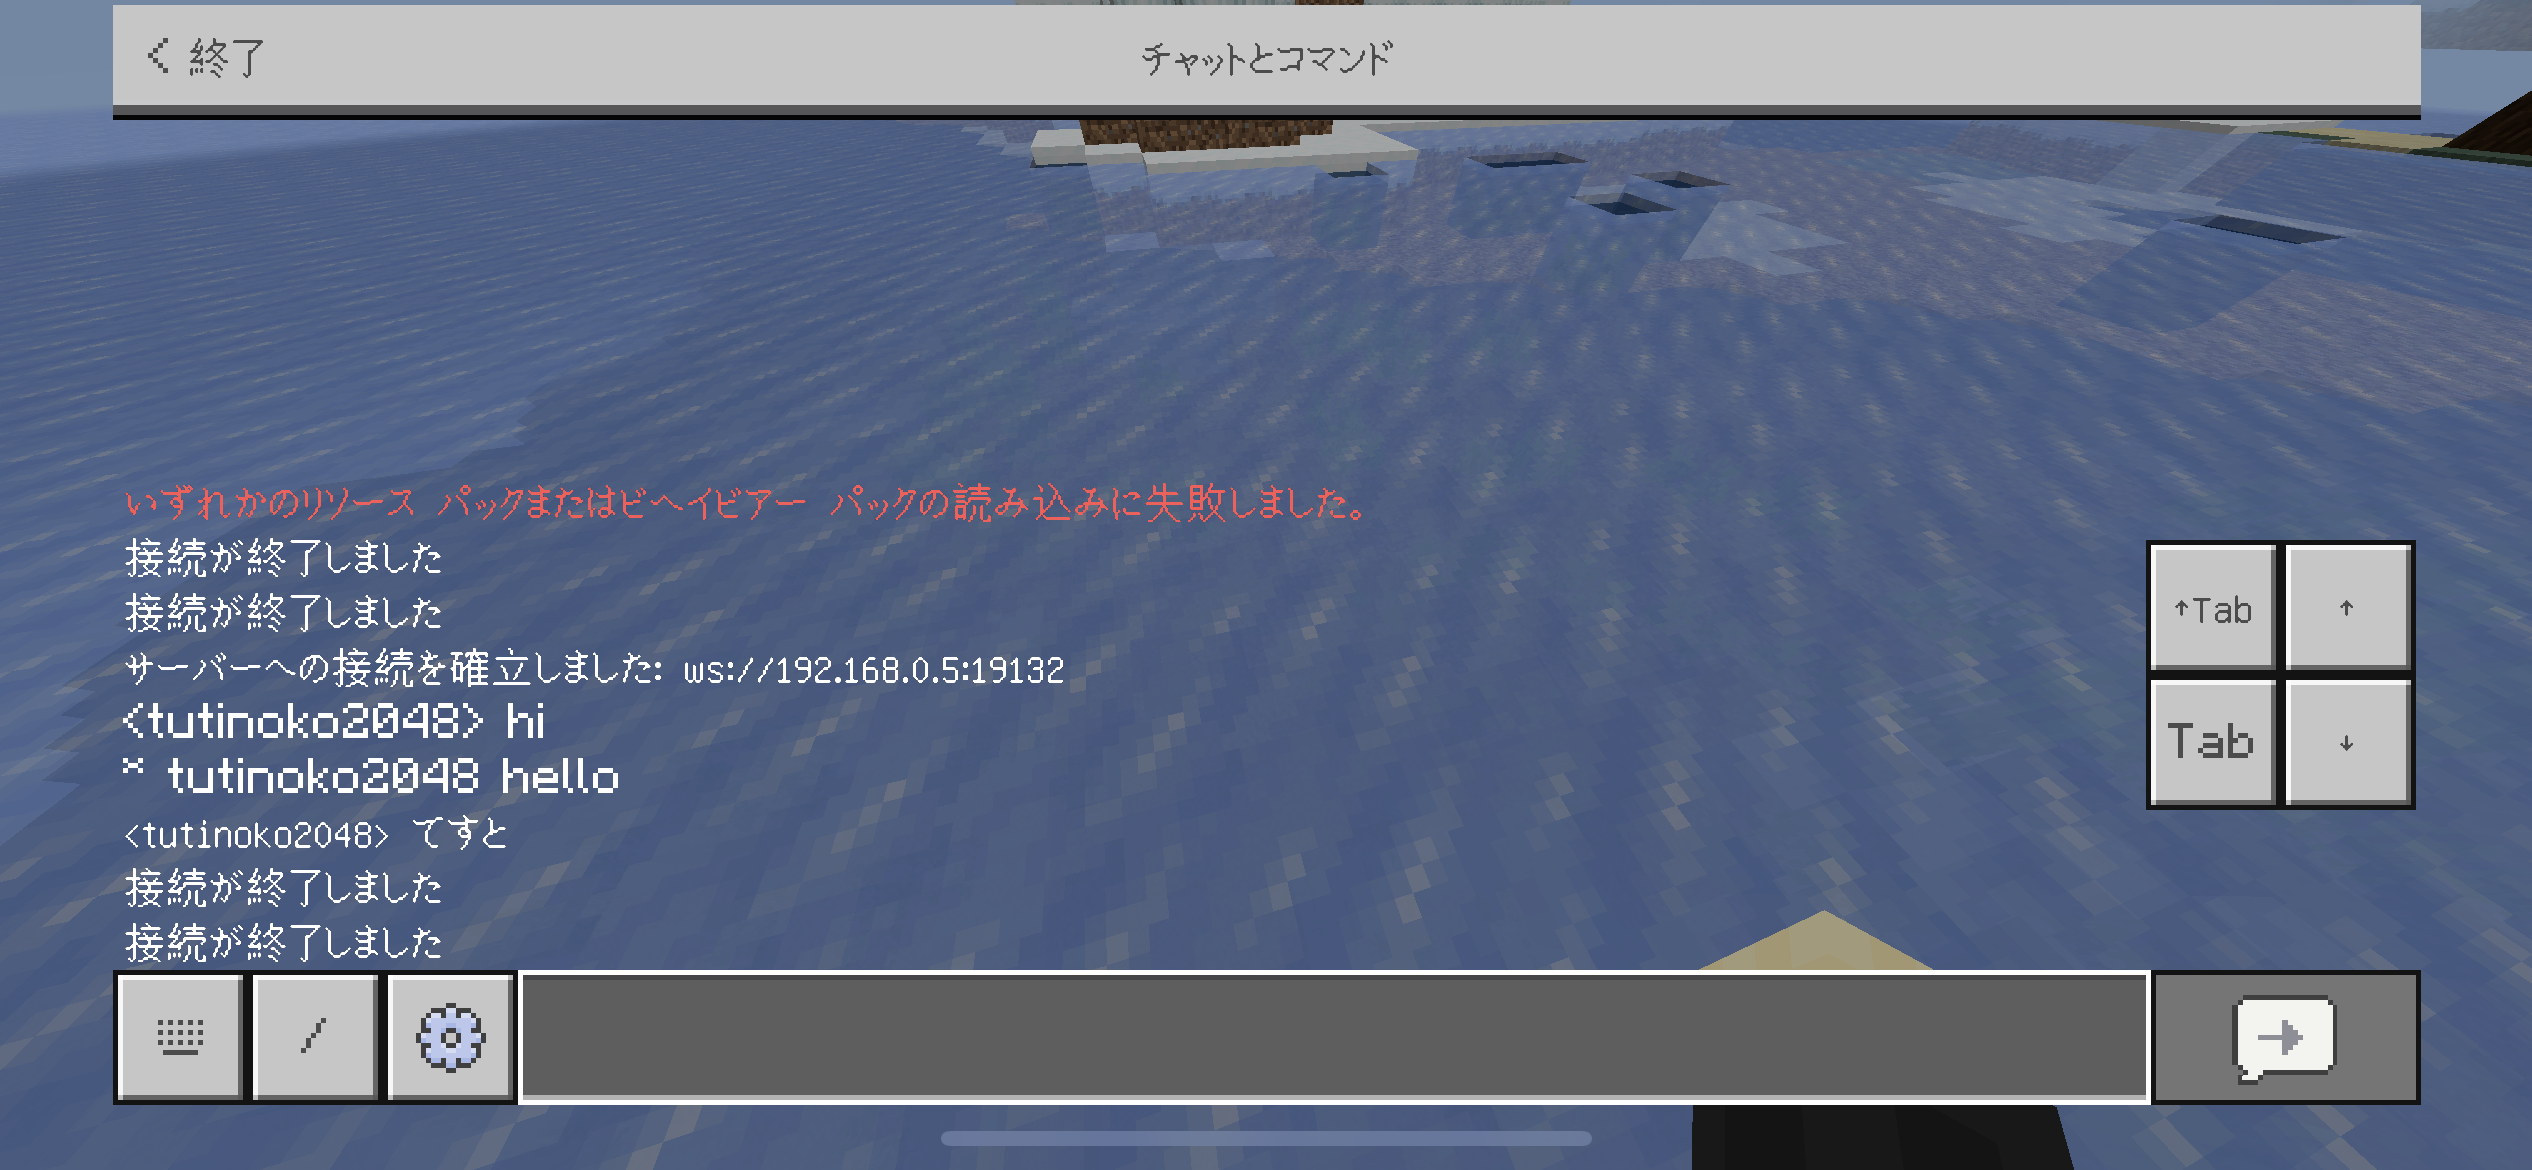 終了
チャットとコマンド
いずれかのリソース パックまたはビヘイビアー パックの読み込みに失敗しました。
接続が終了しました
接続が終了しました
サーバーへの接続を確立しました: ws://192.168.0.5:19132
<tutinoko2048> hi
* tutinoko2048 hello
<tutinoko2048> てすと
接続が終了しました
接続が終了しました
↑Tab
↑
Tab
↓
/